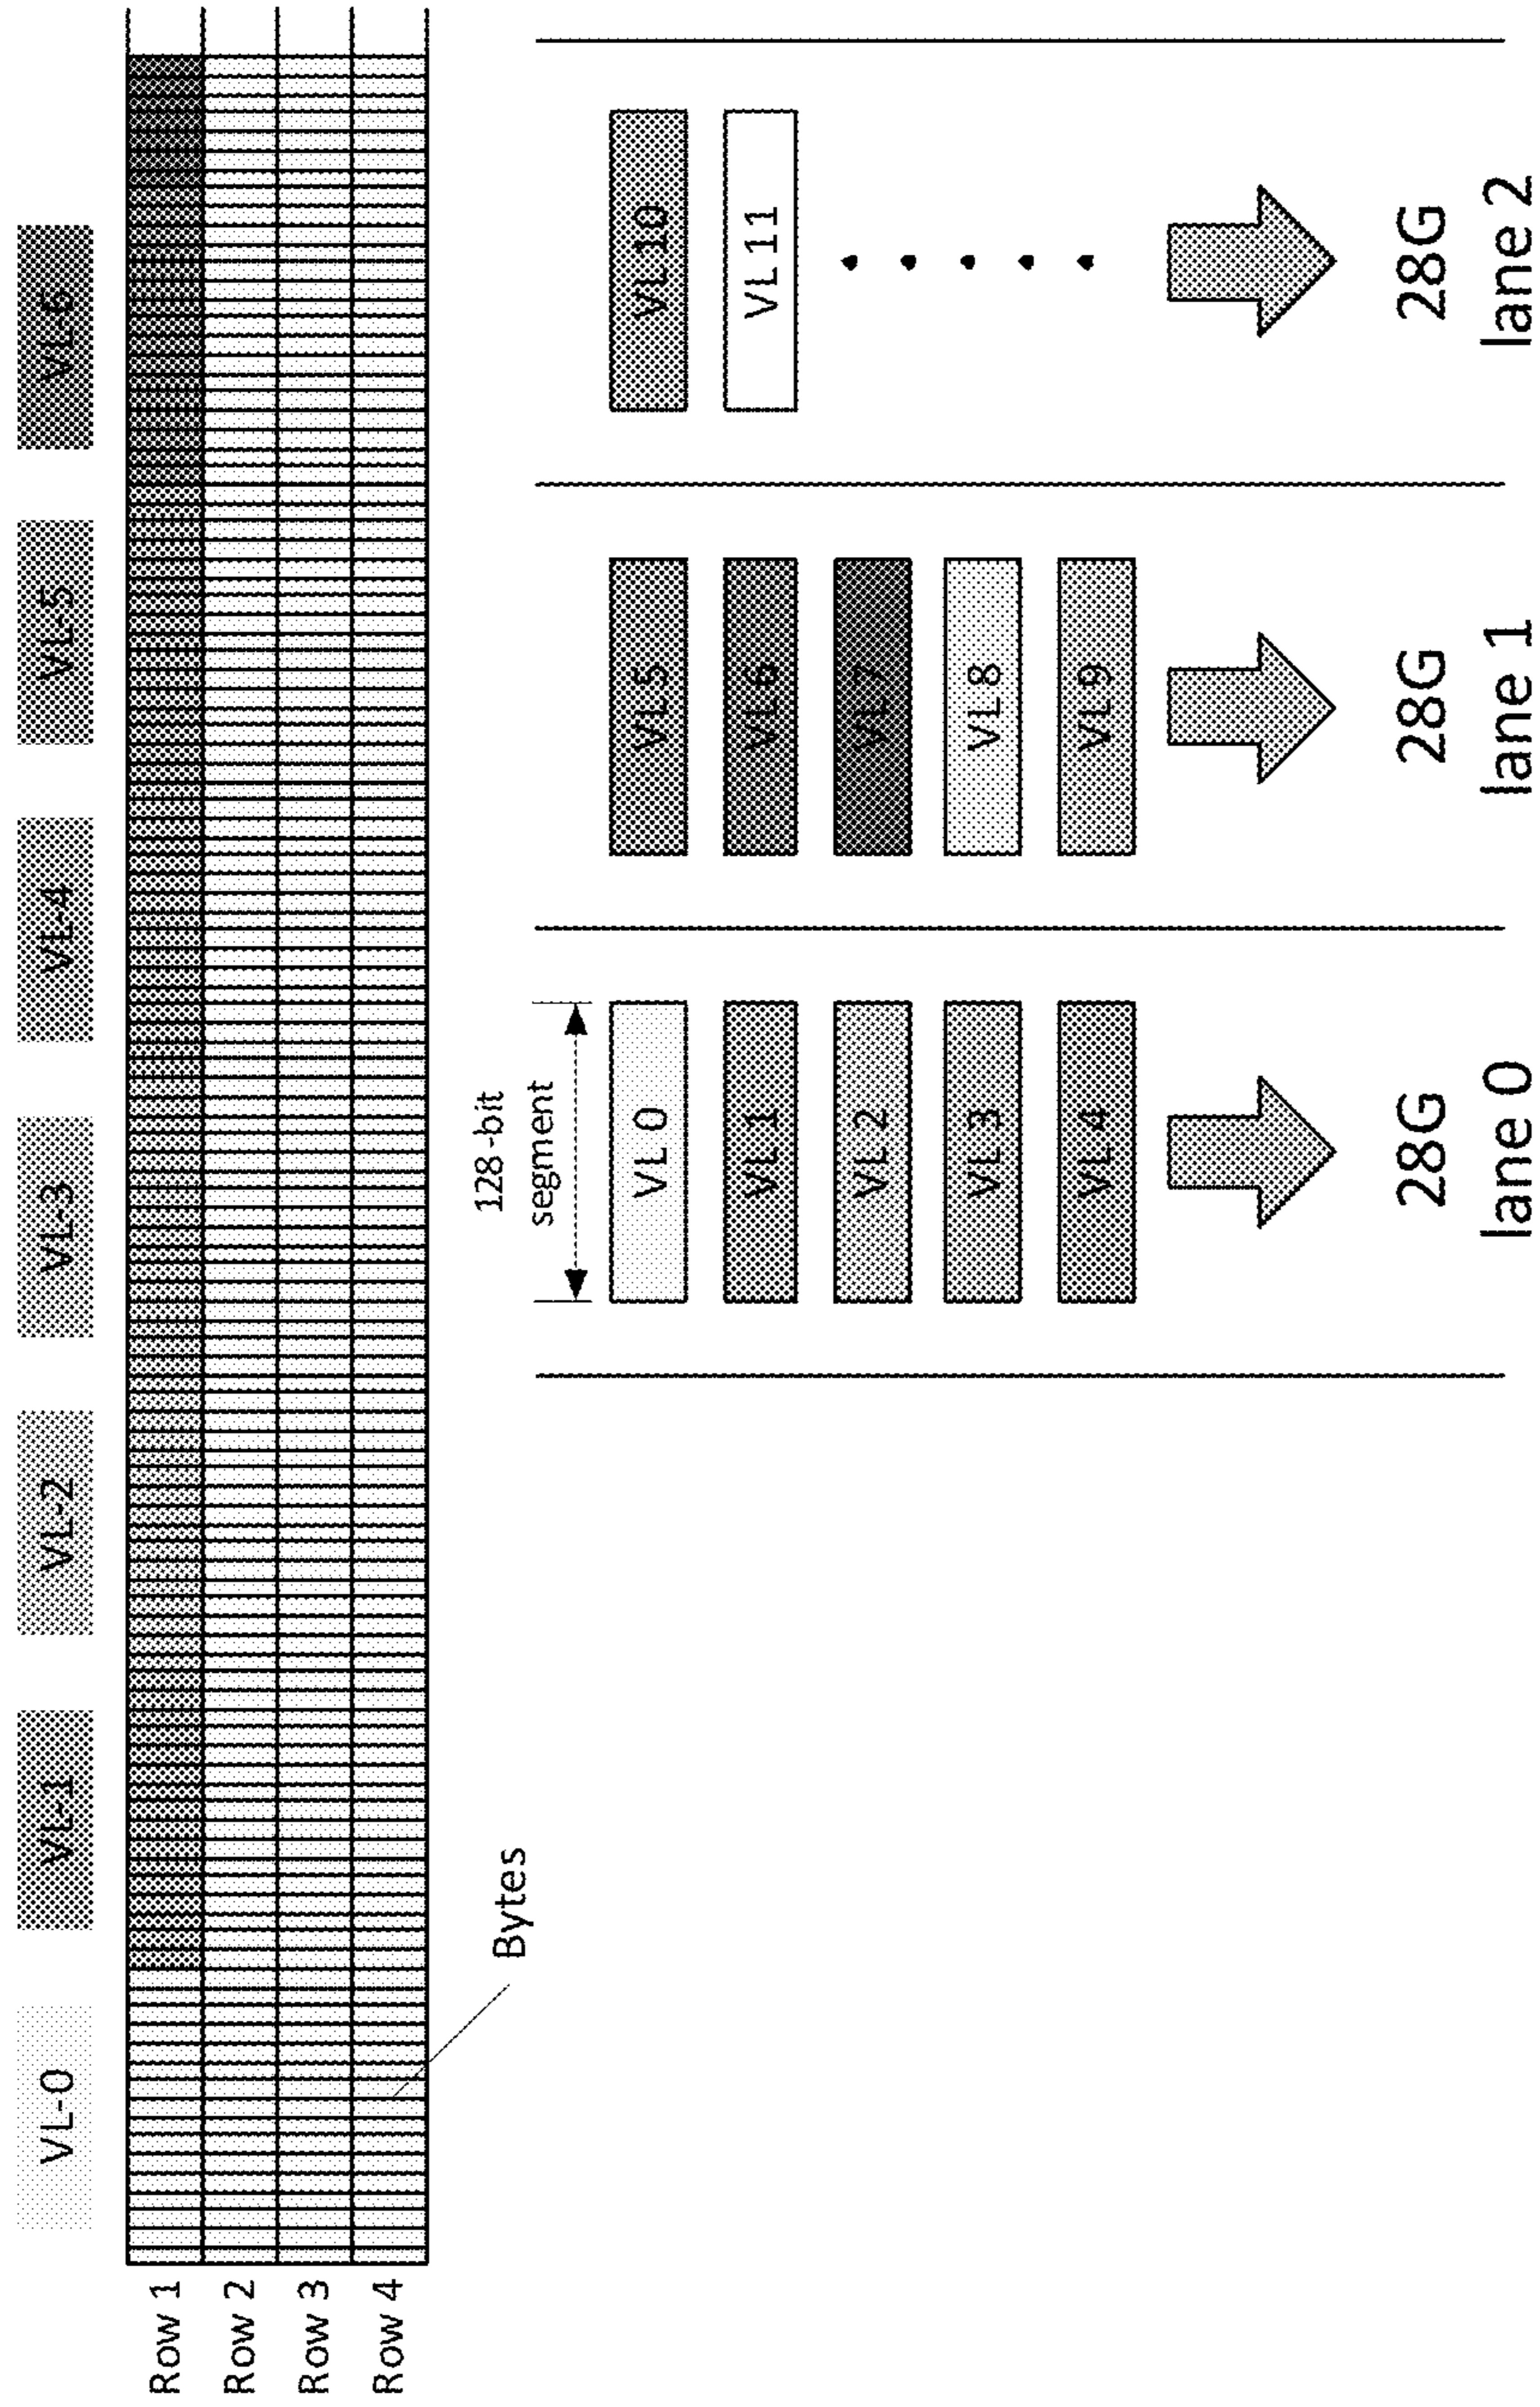 VL-0
VL-1
VL-2
VL-3
VL-4
VL-5
VL-6
Row 1
Row 2
Row 3
Row 4
Bytes
128-bit
segment
VL 0
VL 1
VL 2
VL 3
VL 4
28G
lane 0
VL 5
VL 6
VL 7
VL 8
VL 9
28G
lane 1
VL 10
VL 11
28G
lane 2